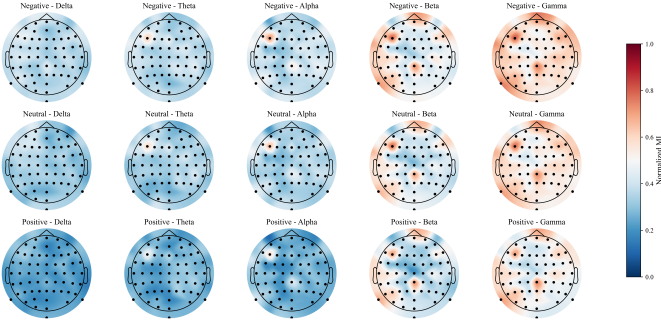 Negative - Delta Negative - Theta Negative - Alpha Negative - Beta Negative - Gamma
1.0
0.8
Neutral - Delta Neutral - Theta Neutral - Alpha Neutral - Beta Neutral - Gamma
0.6
Normalized MI
0.4
Positive - Delta Positive - Theta Positive - Alpha Positive - Beta Positive - Gamma
0.2
0.0